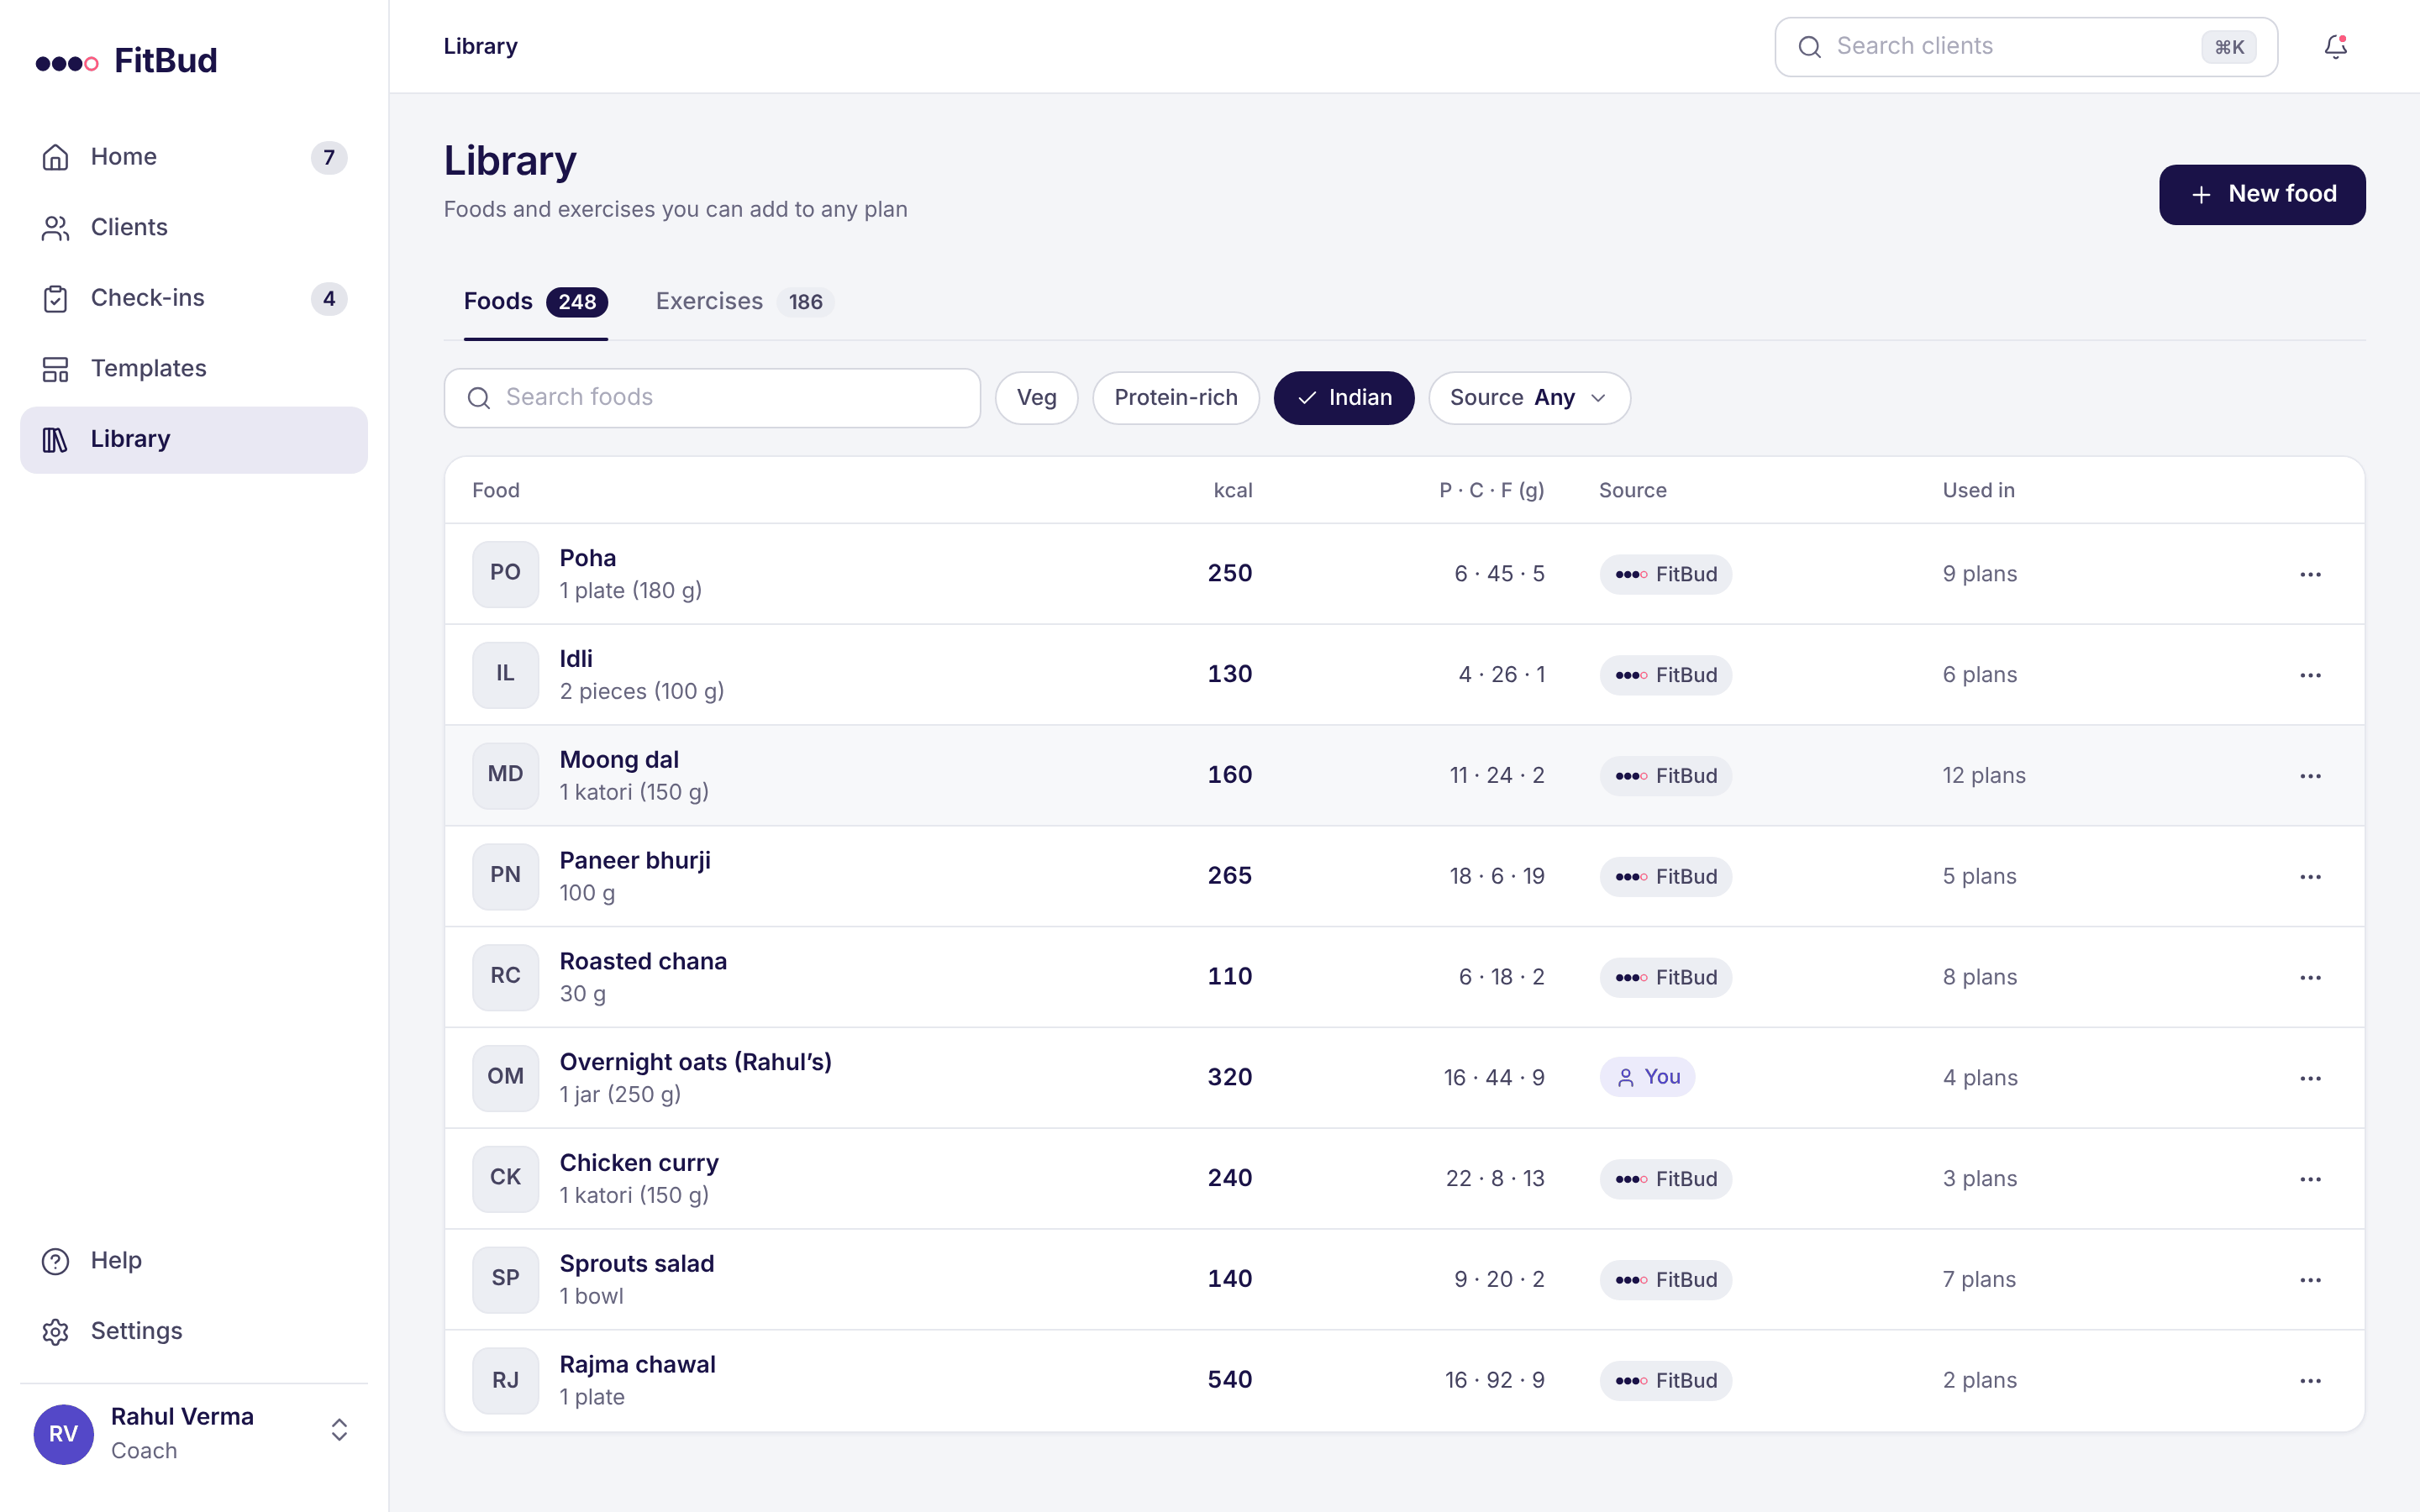 FitBud
Home 7
Clients
Check-ins 4
Templates
Library
Help
Settings
RV
Rahul Verma
Coach
Library
Search clients ⌘K
Library
Foods and exercises you can add to any plan
+ New food
Foods 248 Exercises 186
Search foods Veg Protein-rich Indian Source Any
Food kcal P · C · F (g) Source Used in
PO Poha 250 6 · 45 · 5 FitBud 9 plans
1 plate (180 g)
IL Idli 130 4 · 26 · 1 FitBud 6 plans
2 pieces (100 g)
MD Moong dal 160 11 · 24 · 2 FitBud 12 plans
1 katori (150 g)
PN Paneer bhurji 265 18 · 6 · 19 FitBud 5 plans
100 g
RC Roasted chana 110 6 · 18 · 2 FitBud 8 plans
30 g
OM Overnight oats (Rahul’s) 320 16 · 44 · 9 You 4 plans
1 jar (250 g)
CK Chicken curry 240 22 · 8 · 13 FitBud 3 plans
1 katori (150 g)
SP Sprouts salad 140 9 · 20 · 2 FitBud 7 plans
1 bowl
RJ Rajma chawal 540 16 · 92 · 9 FitBud 2 plans
1 plate